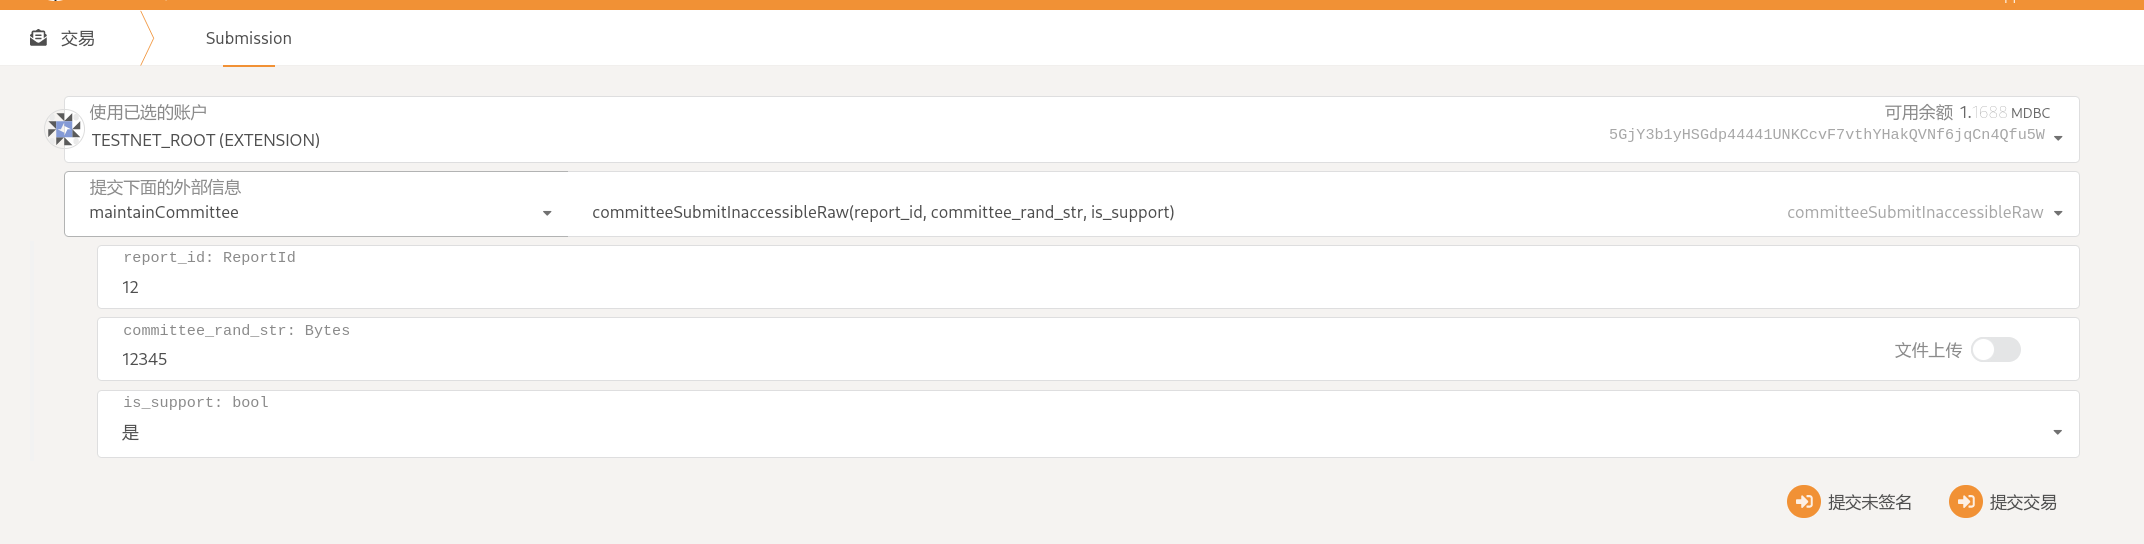 交易
Submission
使用已选的账户
TESTNET_ROOT (EXTENSION)
可用余额 1.1688 MDBC
5GjY3b1yHSGdp44441UNKCcvF7vthYHakQVNf6jqCn4Qfu5W
提交下面的外部信息
maintainCommittee
committeeSubmitInaccessibleRaw(report_id, committee_rand_str, is_support)
committeeSubmitInaccessibleRaw
report_id: ReportId
12
committee_rand_str: Bytes
12345
文件上传
is_support: bool
是
提交未签名
提交交易